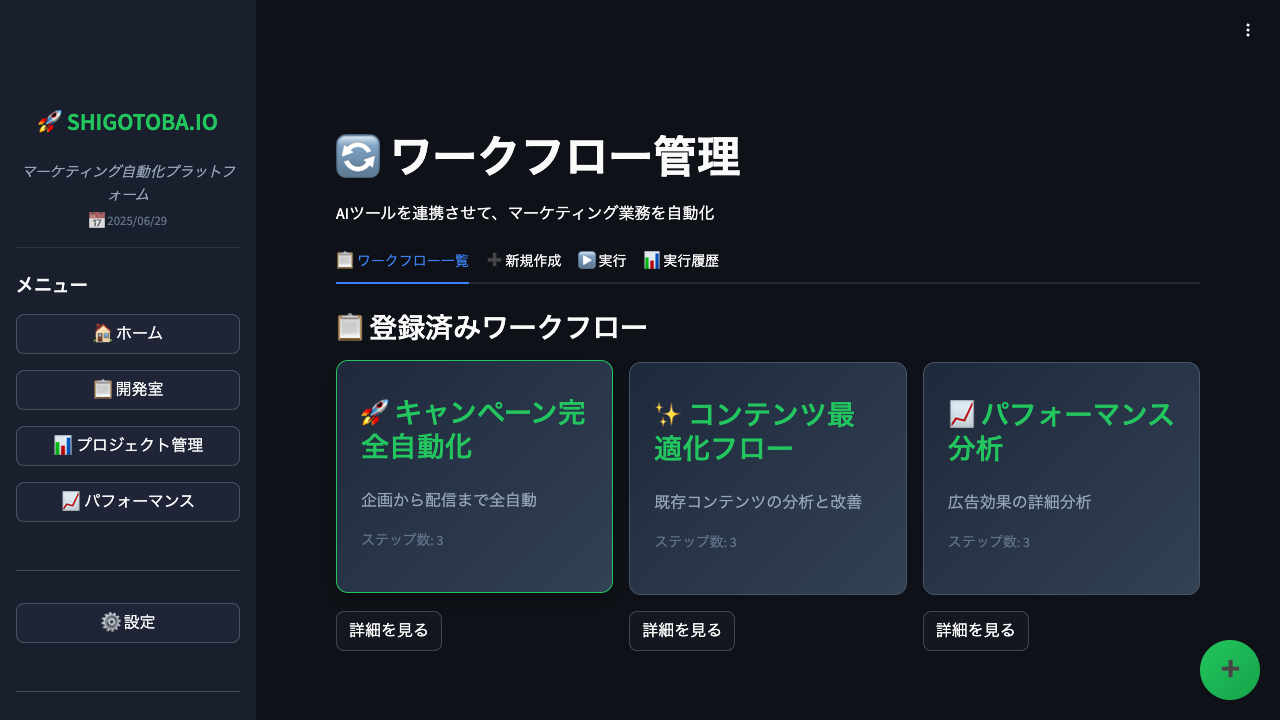 🚀 SHIGOTOBA.IO
マーケティング自動化プラットフ
ォーム
📅 2025/06/29
メニュー
🏠 ホーム
📋 開発室
📊 プロジェクト管理
📈 パフォーマンス
⚙️ 設定
🔄 ワークフロー管理
AIツールを連携させて、マーケティング業務を自動化
📋 ワークフロー一覧
➕ 新規作成
▶️ 実行
📊 実行履歴
📋 登録済みワークフロー
🚀 キャンペーン完
全自動化
企画から配信まで全自動
ステップ数: 3
詳細を見る
✨ コンテンツ最
適化フロー
既存コンテンツの分析と改善
ステップ数: 3
詳細を見る
📈 パフォーマンス
分析
広告効果の詳細分析
ステップ数: 3
詳細を見る
➕